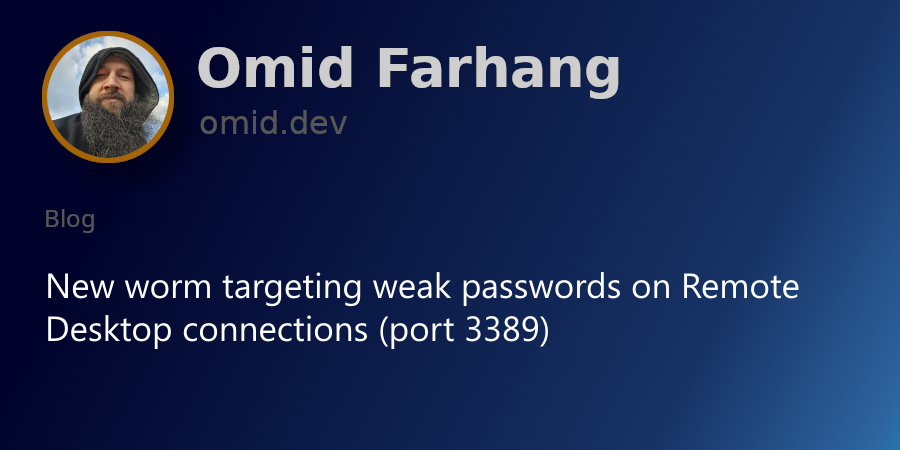 Omid Farhang
omid.dev
Blog
New worm targeting weak passwords on Remote
Desktop connections (port 3389)